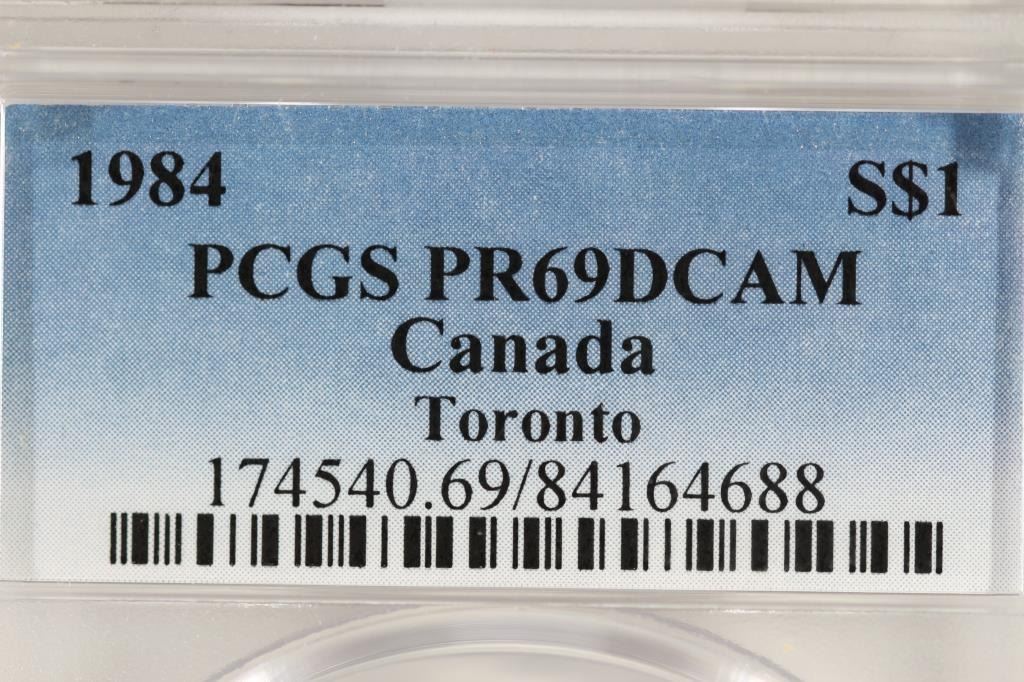 1984 S$1
PCGS PR69DCAM
Canada
Toronto
174540.69/84164688